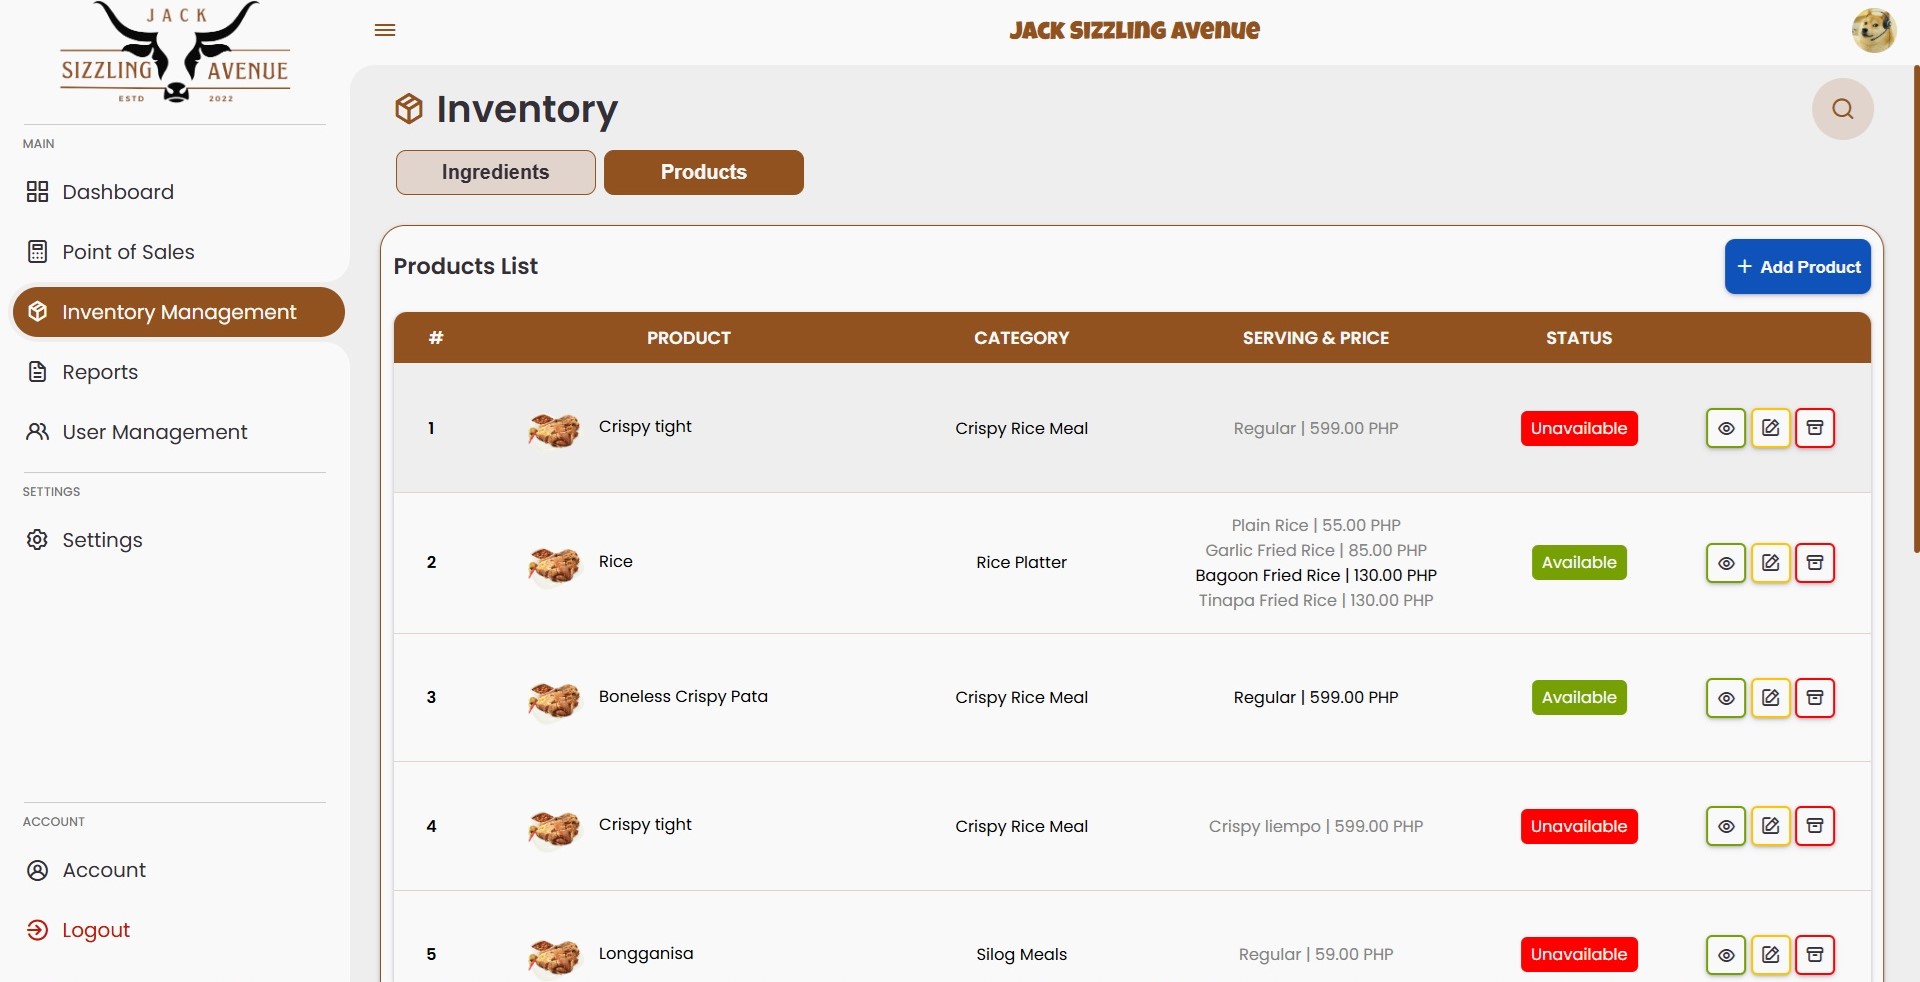 JACK
SIZZLING AVENUE
ESTD 2022
MAIN
Dashboard
Point of Sales
Inventory Management
Reports
User Management
SETTINGS
Settings
ACCOUNT
Account
Logout
Jack Sizzling Avenue
Inventory
Ingredients Products
Products List
+ Add Product
# PRODUCT CATEGORY SERVING & PRICE STATUS
1 Crispy tight Crispy Rice Meal Regular | 599.00 PHP Unavailable
2 Rice Rice Platter Plain Rice | 55.00 PHP
Garlic Fried Rice | 85.00 PHP
Bagoon Fried Rice | 130.00 PHP
Tinapa Fried Rice | 130.00 PHP
Available
3 Boneless Crispy Pata Crispy Rice Meal Regular | 599.00 PHP Available
4 Crispy tight Crispy Rice Meal Crispy liempo | 599.00 PHP Unavailable
5 Longganisa Silog Meals Regular | 59.00 PHP Unavailable